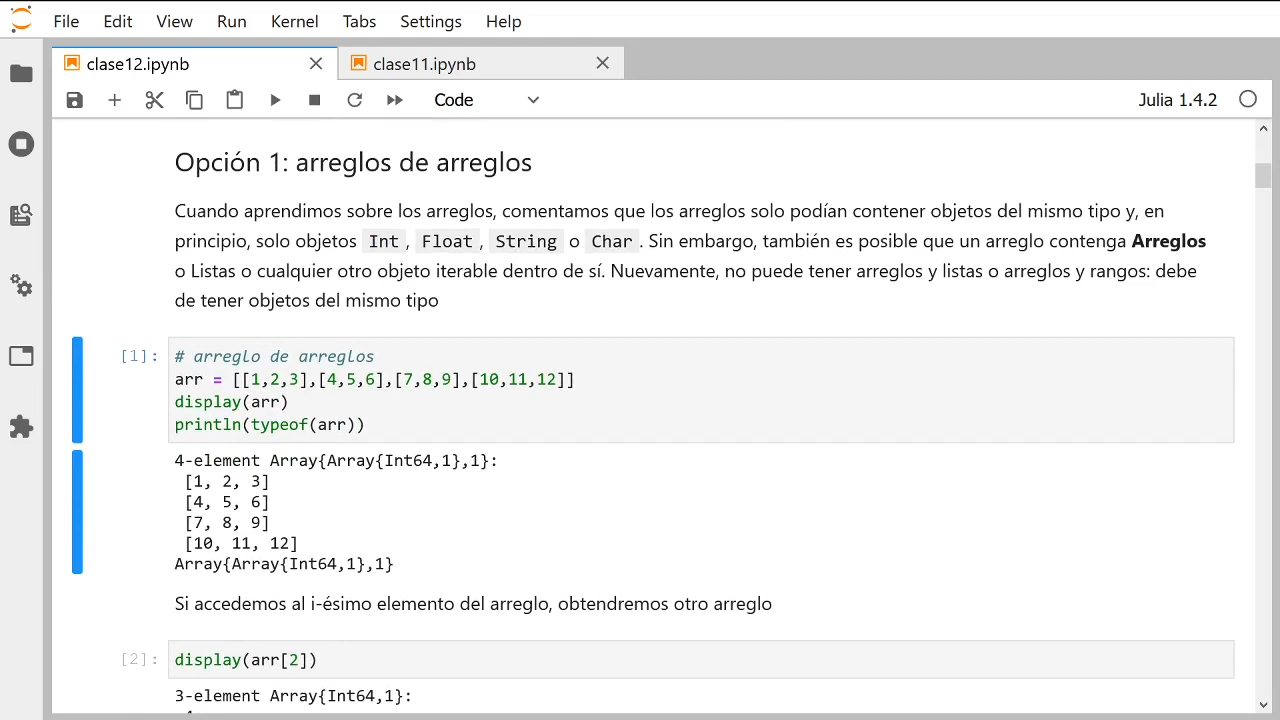 File Edit View Run Kernel Tabs Settings Help
clase12.ipynb clase11.ipynb
Code Julia 1.4.2
Opción 1: arreglos de arreglos
Cuando aprendimos sobre los arreglos, comentamos que los arreglos solo podían contener objetos del mismo tipo y, en
principio, solo objetos Int , Float , String o Char . Sin embargo, también es posible que un arreglo contenga Arreglos
o Listas o cualquier otro objeto iterable dentro de sí. Nuevamente, no puede tener arreglos y listas o arreglos y rangos: debe
de tener objetos del mismo tipo
[1]: # arreglo de arreglos
arr = [[1,2,3],[4,5,6],[7,8,9],[10,11,12]]
display(arr)
println(typeof(arr))
4-element Array{Array{Int64,1},1}:
[1, 2, 3]
[4, 5, 6]
[7, 8, 9]
[10, 11, 12]
Array{Array{Int64,1},1}
Si accedemos al i-ésimo elemento del arreglo, obtendremos otro arreglo
[2]: display(arr[2])
3-element Array{Int64,1}: